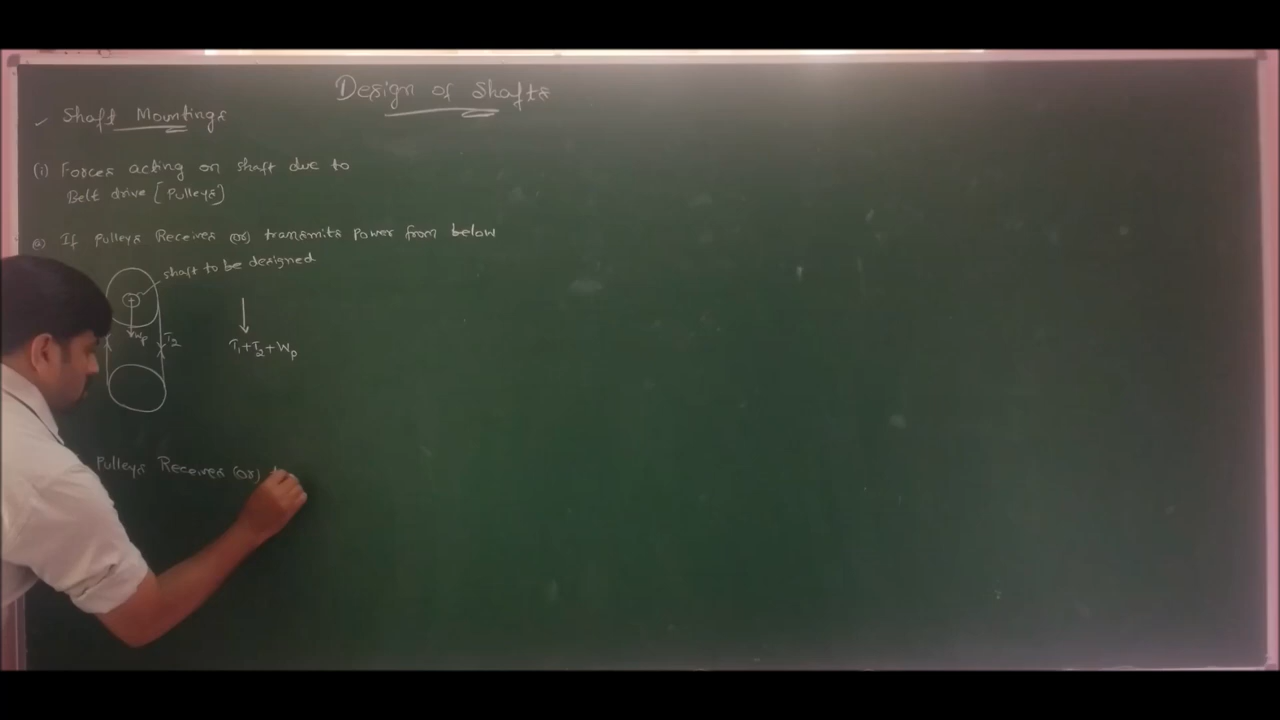 Design of Shafts
Shaft Mountings
(i) Forces acting on shaft due to
Belt drive [Pulleys]
(a) If pulleys Receives (or) transmits Power from below
shaft to be designed
Wp
T2
T1+T2+Wp
Pulleys Receives (or)